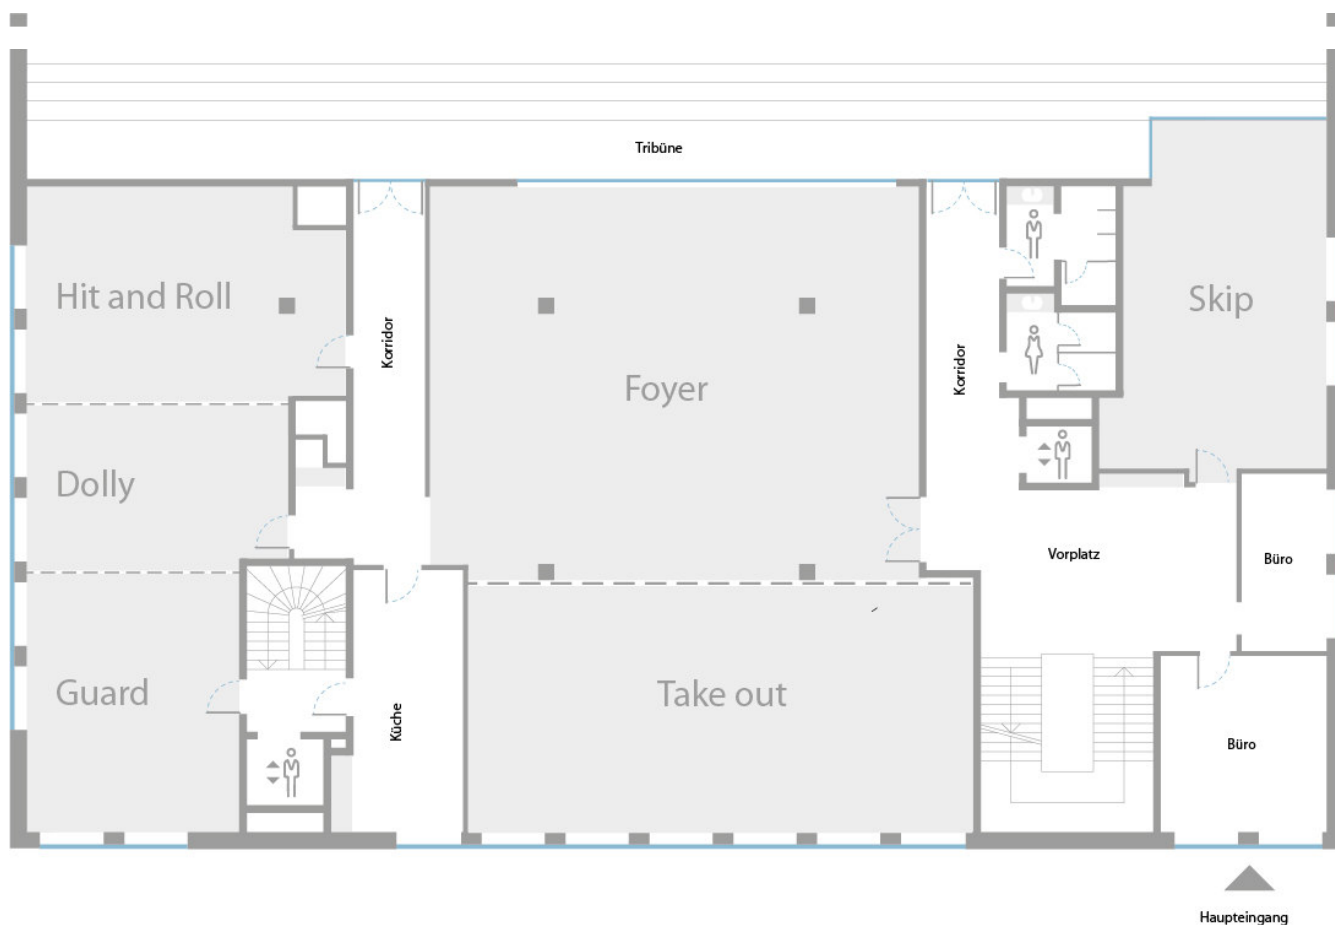 Tribüne
Hit and Roll
Korridor
Foyer
Korridor
Skip
Dolly
Vorplatz
Büro
Guard
Küche
Take out
Büro
Haupteingang